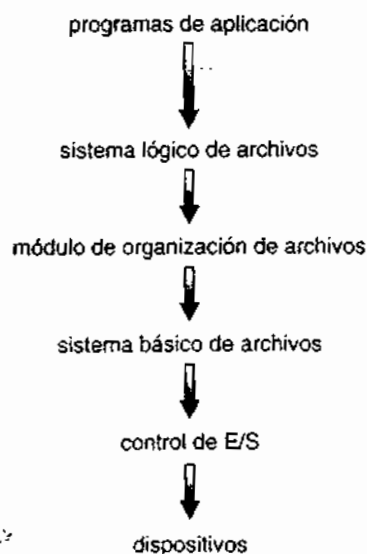 programas de aplicación
sistema lógico de archivos
módulo de organización de archivos
sistema básico de archivos
control de E/S
dispositivos